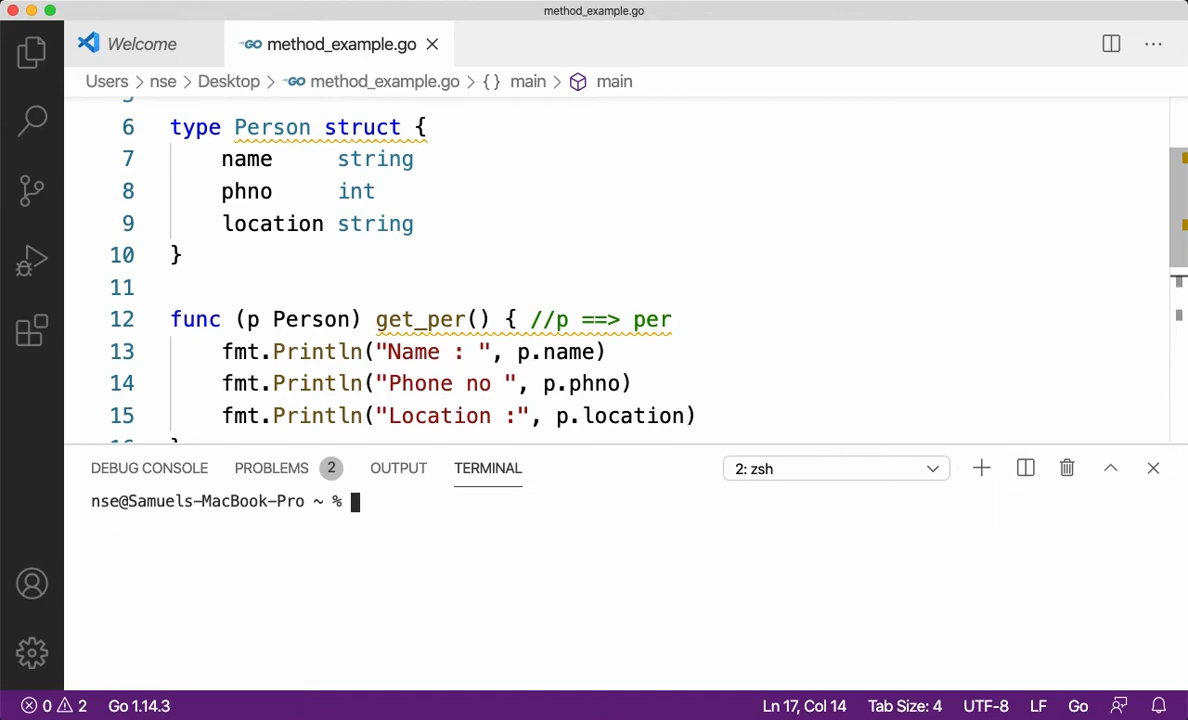 method_example.go
Welcome
GO method_example.go
Users > nse > Desktop > GO method_example.go > {} main > main
6 type Person struct {
7 name string
8 phno int
9 location string
10 }
11
12 func (p Person) get_per() { //p ==> per
13 fmt.Println("Name : ", p.name)
14 fmt.Println("Phone no ", p.phno)
15 fmt.Println("Location :", p.location)
DEBUG CONSOLE PROBLEMS 2 OUTPUT TERMINAL 2: zsh
nse@Samuels-MacBook-Pro ~ %
0 2 Go 1.14.3 Ln 17, Col 14 Tab Size: 4 UTF-8 LF Go